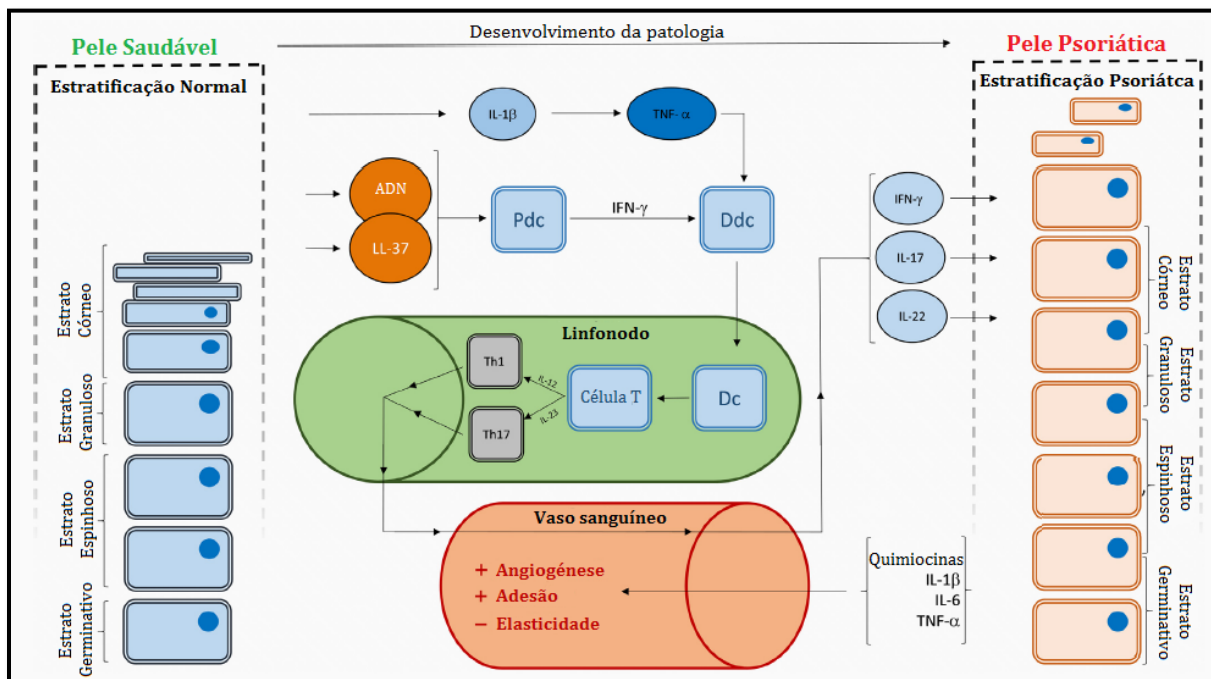 Desenvolvimento da patologia
Pele Saudável
Estratificação Normal
Estrato
Córneo
Estrato
Granuloso
Estrato
Espinhoso
Estrato
Germinativo
IL-1β
TNF- α
ADN
LL-37
Pdc
IFN-γ
Ddc
Linfonodo
Th1
IL-12
Th17
IL-23
Célula T
Dc
Vaso sanguíneo
+ Angiogénese
+ Adesão
− Elasticidade
IFN-γ
IL-17
IL-22
Quimiocinas
IL-1β
IL-6
TNF-α
Pele Psoriática
Estratificação Psoriátca
Estrato
Córneo
Estrato
Granuloso
Estrato
Espinhoso
Estrato
Germinativo